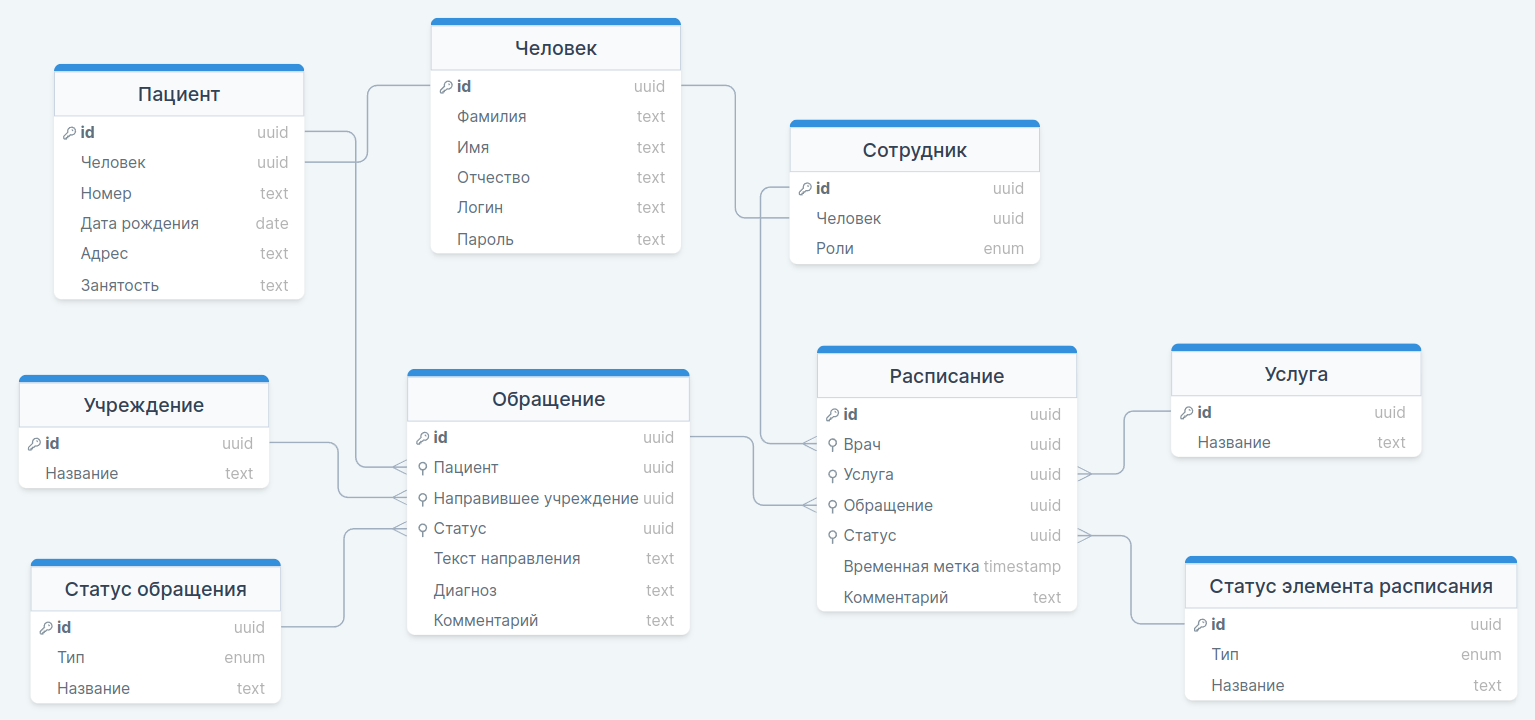 Человек
id uuid
Фамилия text
Имя text
Отчество text
Логин text
Пароль text
Пациент
id uuid
Человек uuid
Номер text
Дата рождения date
Адрес text
Занятость text
Сотрудник
id uuid
Человек uuid
Роли enum
Учреждение
id uuid
Название text
Обращение
id uuid
Пациент uuid
Направившее учреждение uuid
Статус uuid
Текст направления text
Диагноз text
Комментарий text
Расписание
id uuid
Врач uuid
Услуга uuid
Обращение uuid
Статус uuid
Временная метка timestamp
Комментарий text
Услуга
id uuid
Название text
Статус обращения
id uuid
Тип enum
Название text
Статус элемента расписания
id uuid
Тип enum
Название text